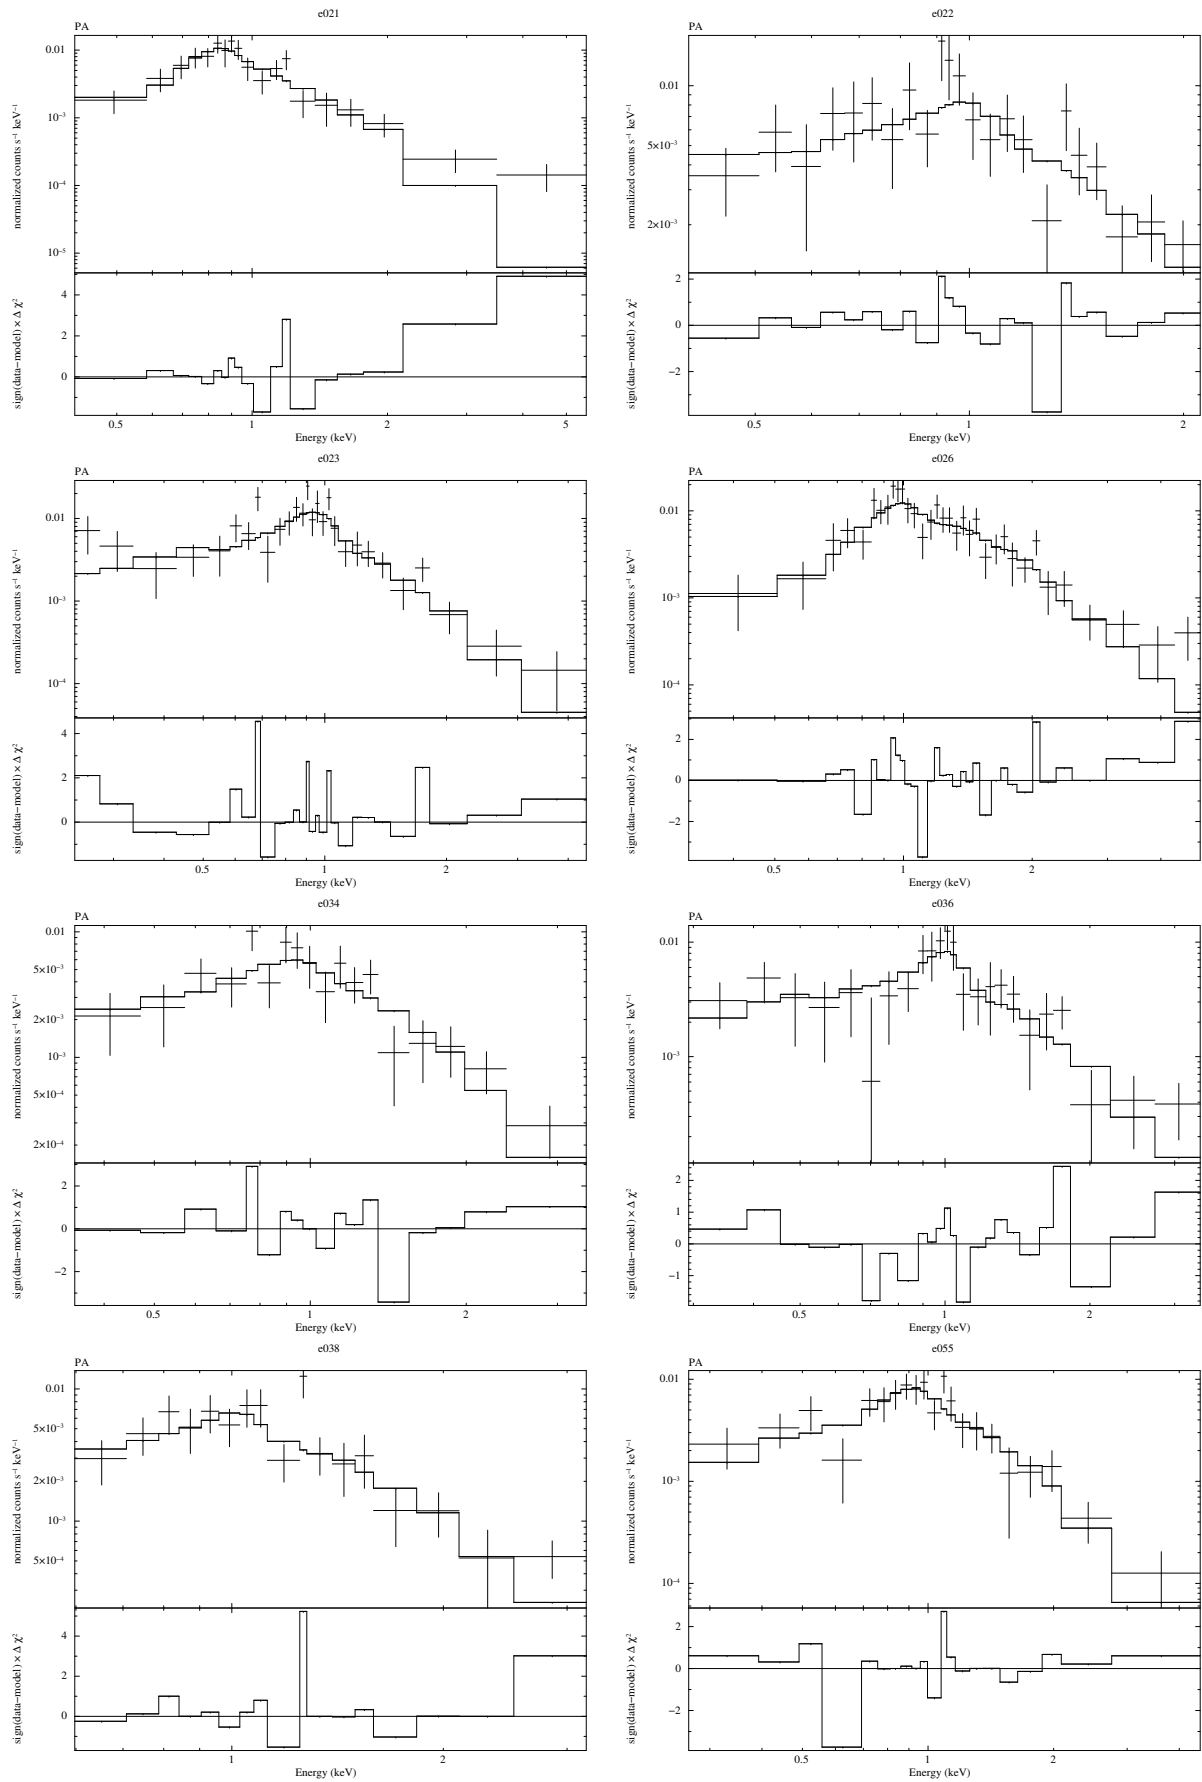 e021
PA
0.01
10⁻³
10⁻⁴
10⁻⁵
normalized counts s⁻¹ keV⁻¹
4
2
0
sign(data−model) × Δ χ²
0.5 1 2 5
Energy (keV)
e022
PA
0.01
5×10⁻³
2×10⁻³
normalized counts s⁻¹ keV⁻¹
2
0
−2
sign(data−model) × Δ χ²
0.5 1 2
Energy (keV)
e023
PA
0.01
10⁻³
10⁻⁴
normalized counts s⁻¹ keV⁻¹
4
2
0
sign(data−model) × Δ χ²
0.5 1 2
Energy (keV)
e026
PA
0.01
10⁻³
10⁻⁴
normalized counts s⁻¹ keV⁻¹
2
0
−2
sign(data−model) × Δ χ²
0.5 1 2
Energy (keV)
e034
PA
0.01
5×10⁻³
2×10⁻³
10⁻³
5×10⁻⁴
2×10⁻⁴
normalized counts s⁻¹ keV⁻¹
2
0
−2
sign(data−model) × Δ χ²
0.5 1 2
Energy (keV)
e036
PA
0.01
10⁻³
normalized counts s⁻¹ keV⁻¹
2
1
0
−1
sign(data−model) × Δ χ²
0.5 1 2
Energy (keV)
e038
PA
0.01
5×10⁻³
2×10⁻³
10⁻³
5×10⁻⁴
normalized counts s⁻¹ keV⁻¹
4
2
0
sign(data−model) × Δ χ²
1 2
Energy (keV)
e055
PA
0.01
10⁻³
10⁻⁴
normalized counts s⁻¹ keV⁻¹
2
0
−2
sign(data−model) × Δ χ²
0.5 1 2
Energy (keV)